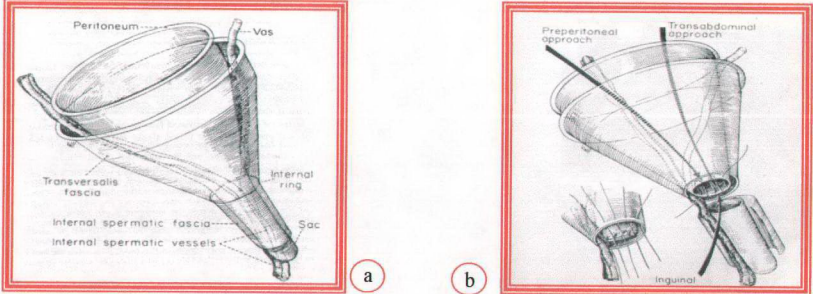 Peritoneum
Vas
Transversalis
fascia
Internal
ring
Internal spermatic fascia
Sac
Internal spermatic vessels
a
Preperitoneal
approach
Transabdominal
approach
Inguinal
b